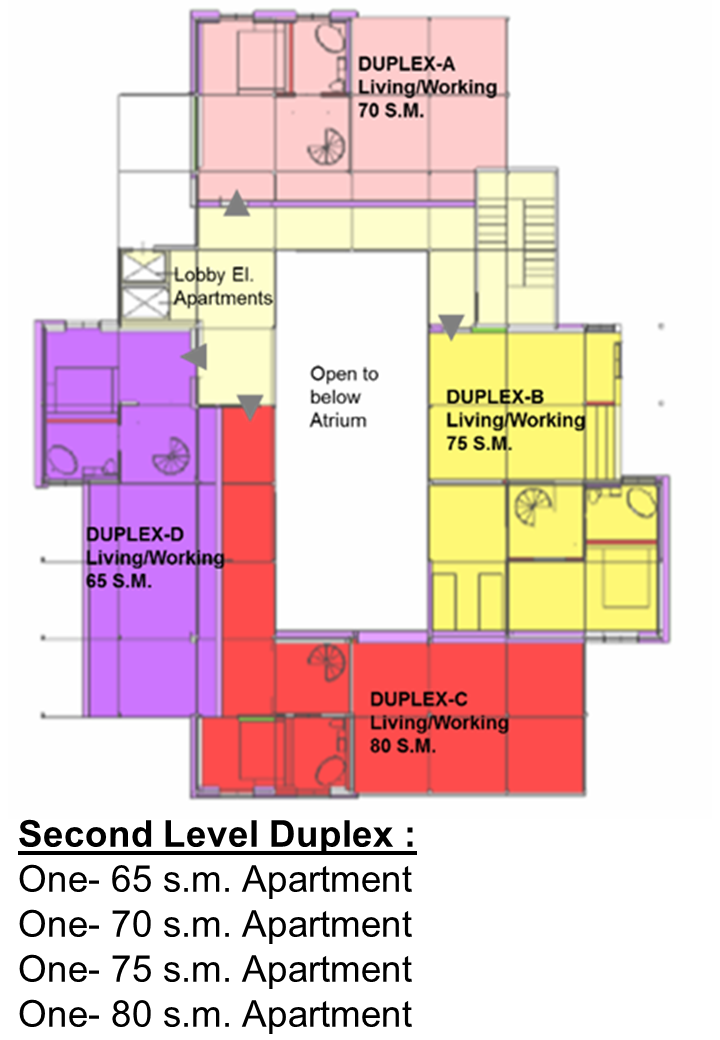 DUPLEX-A
Living/Working
70 S.M.
Lobby El.
Apartments
Open to
below
Atrium
DUPLEX-B
Living/Working
75 S.M.
DUPLEX-D
Living/Working
65 S.M.
DUPLEX-C
Living/Working
80 S.M.
Second Level Duplex :
One- 65 s.m. Apartment
One- 70 s.m. Apartment
One- 75 s.m. Apartment
One- 80 s.m. Apartment